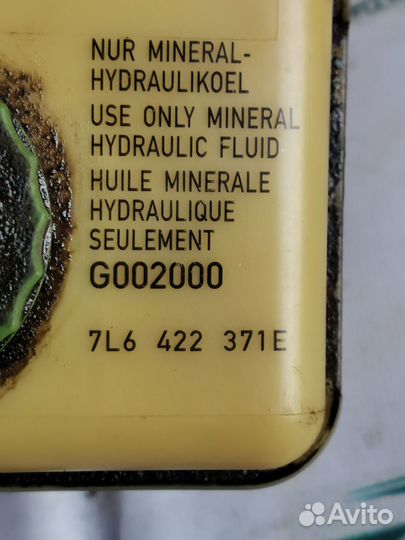 NUR MINERAL-
HYDRAULIKOEL
USE ONLY MINERAL
HYDRAULIC FLUID
HUILE MINERALE
HYDRAULIQUE
SEULEMENT
G002000
7L6 422 371E
Avito